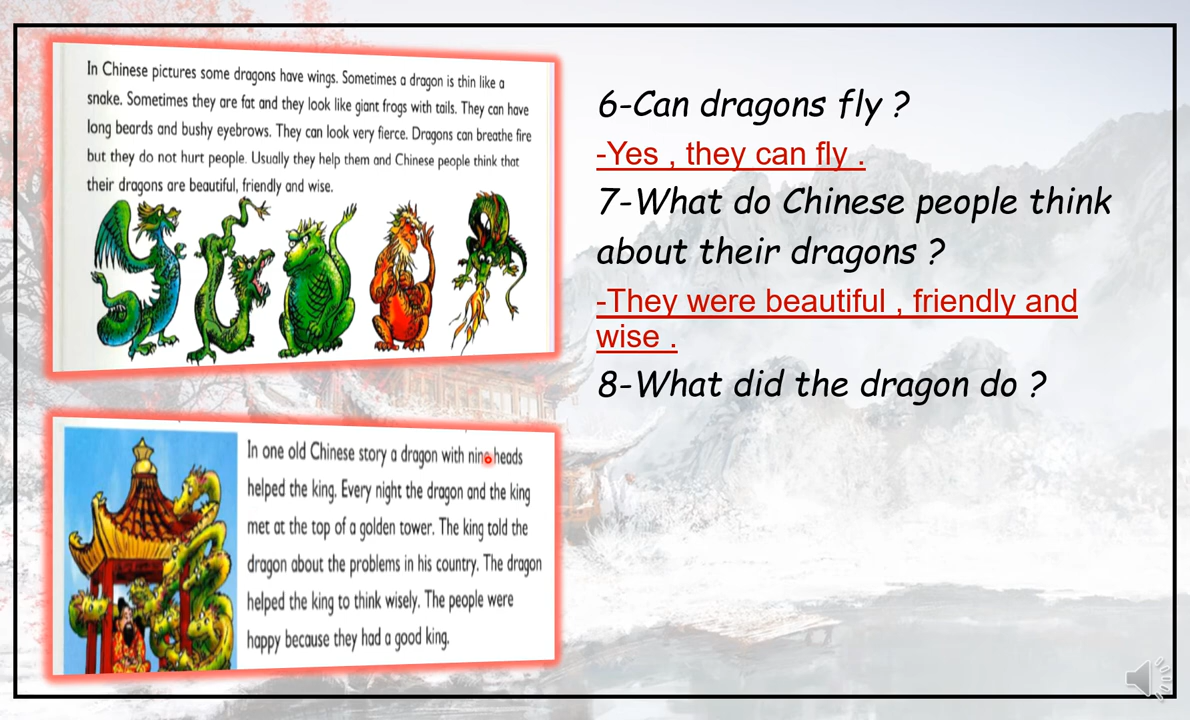 In Chinese pictures some dragons have wings. Sometimes a dragon is thin like a
snake. Sometimes they are fat and they look like giant frogs with tails. They can have
long beards and bushy eyebrows. They can look very fierce. Dragons can breathe fire
but they do not hurt people. Usually they help them and Chinese people think that
their dragons are beautiful, friendly and wise.
In one old Chinese story a dragon with nine heads
helped the king. Every night the dragon and the king
met at the top of a golden tower. The king told the
dragon about the problems in his country. The dragon
helped the king to think wisely. The people were
happy because they had a good king.
6-Can dragons fly ?
-Yes , they can fly .
7-What do Chinese people think
about their dragons ?
-They were beautiful , friendly and
wise .
8-What did the dragon do ?